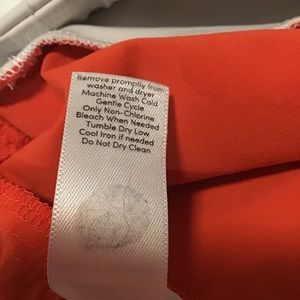 Remove promptly from
washer and dryer
Machine Wash Cold
Gentle Cycle
Only Non-Chlorine
Bleach When Needed
Tumble Dry Low
Cool Iron if needed
Do Not Dry Clean